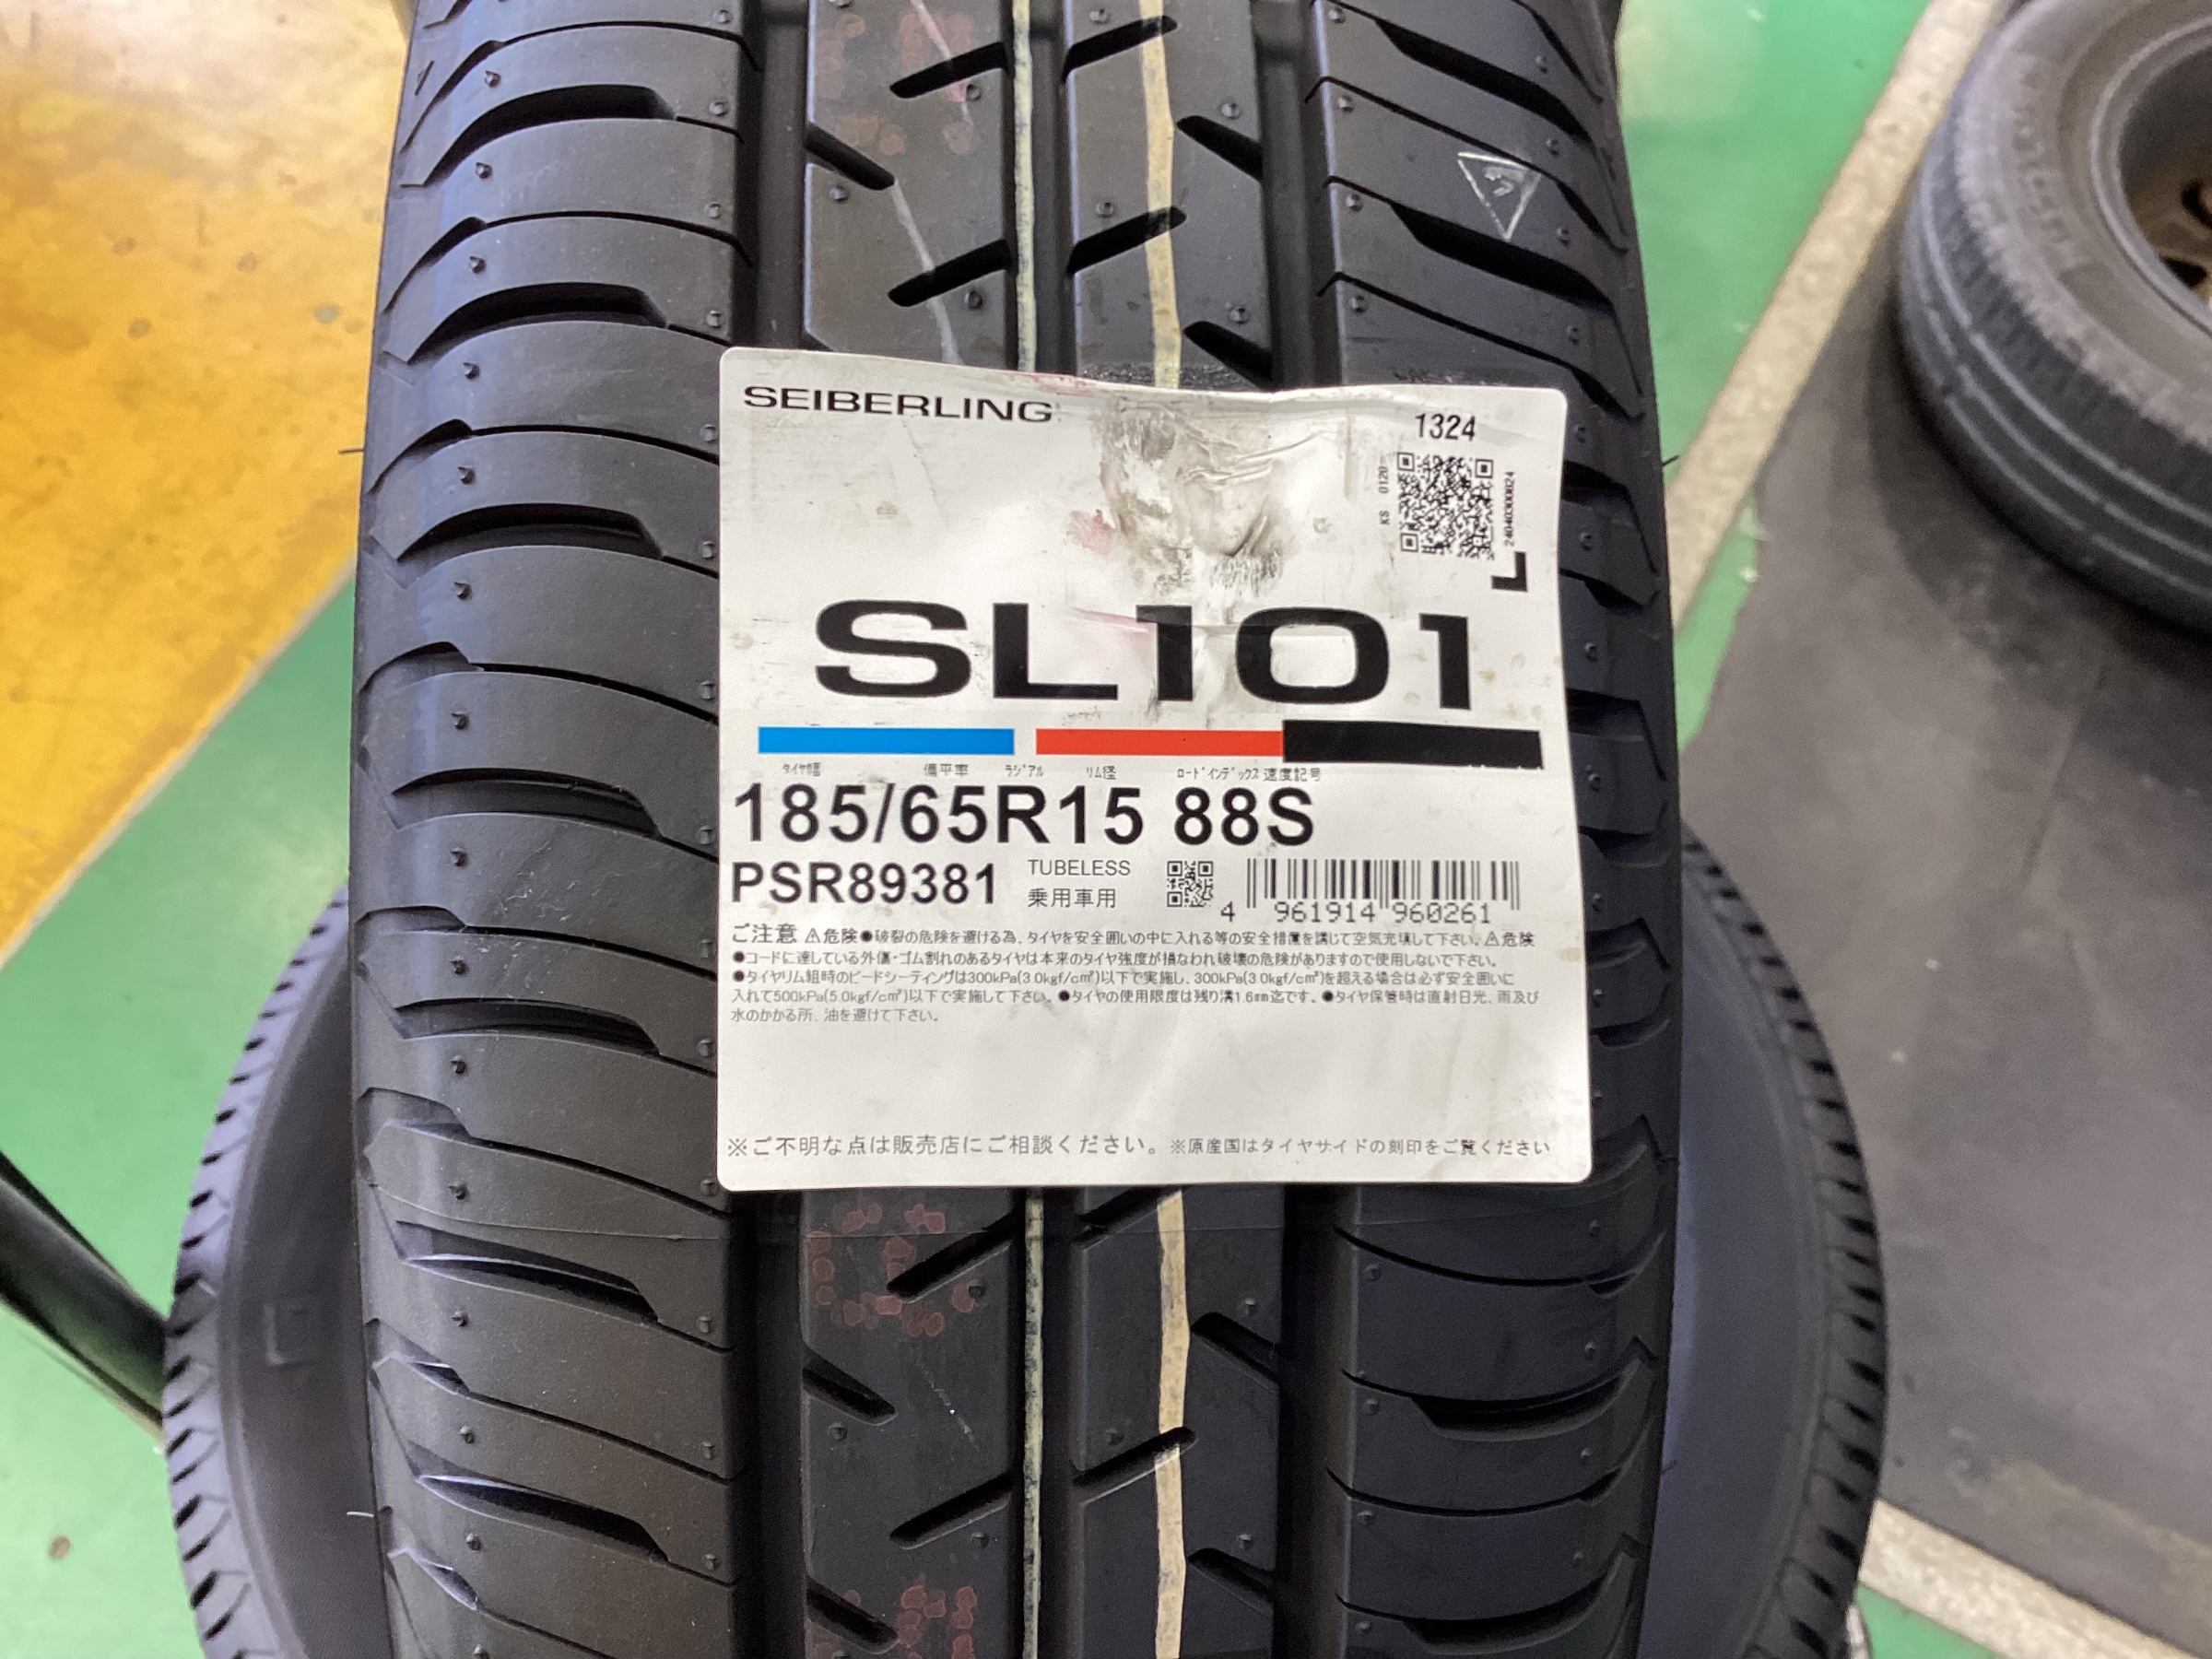 SEIBERLING
1324
KS 0120
2404030D0824
SL101
タイヤ幅 偏平率 ラジアル リム径 ロードインデックス 速度記号
185/65R15 88S
PSR89381 TUBELESS
乗用車用
4 961914 960261
ご注意 ⚠危険●破裂の危険を避ける為、タイヤを安全囲いの中に入れる等の安全措置を講じて空気充填して下さい。⚠危険
●コードに達している外傷・ゴム割れのあるタイヤは本来のタイヤ強度が損なわれ破壊の危険がありますので使用しないで下さい。
●タイヤリム組時のビードシーティングは300kPa(3.0kgf/cm²)以下で実施し、300kPa(3.0kgf/cm²)を超える場合は必ず安全囲いに
入れて500kPa(5.0kgf/cm²)以下で実施して下さい。●タイヤの使用限度は残り溝1.6mm迄です。●タイヤ保管時は直射日光、雨及び
水のかかる所、油を避けて下さい。
※ご不明な点は販売店にご相談ください。※原産国はタイヤサイドの刻印をご覧ください